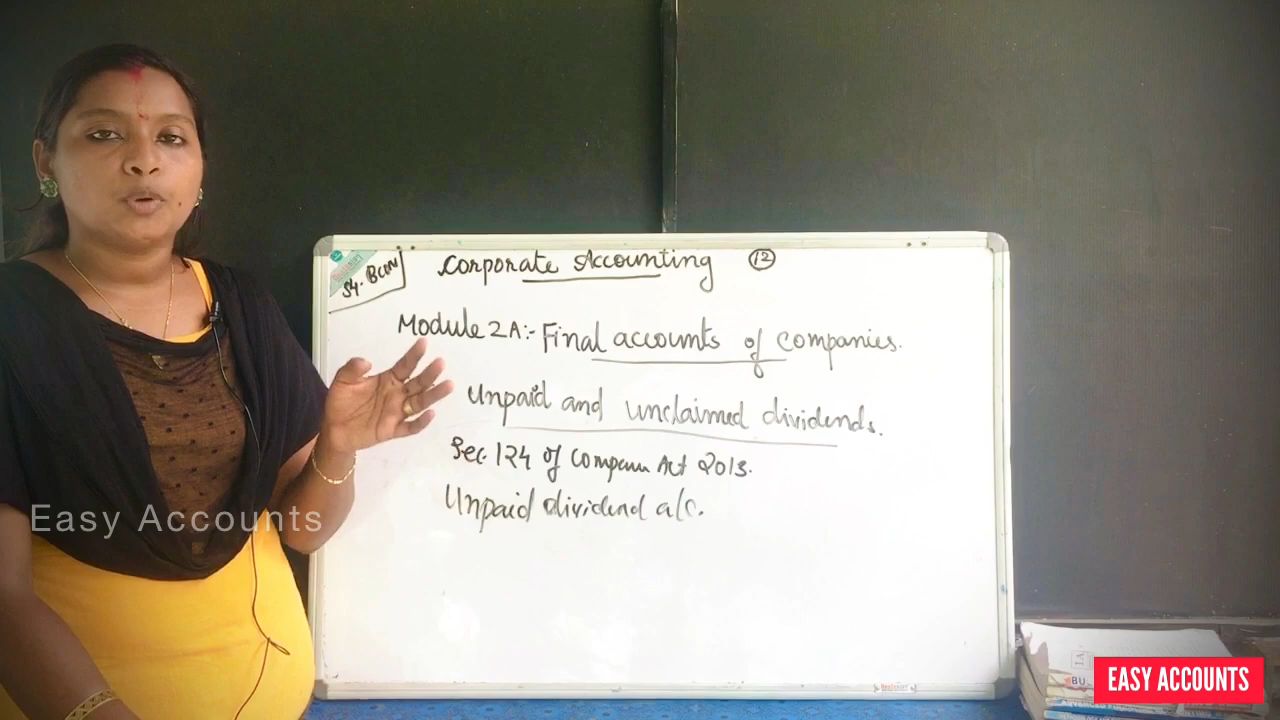 S4. BCom
Corporate Accounting 12
Module 2A:- Final accounts of companies.
Unpaid and unclaimed dividends.
Sec. 124 of Act 2013.
Unpaid dividend a/c.
Easy Accounts
EASY ACCOUNTS